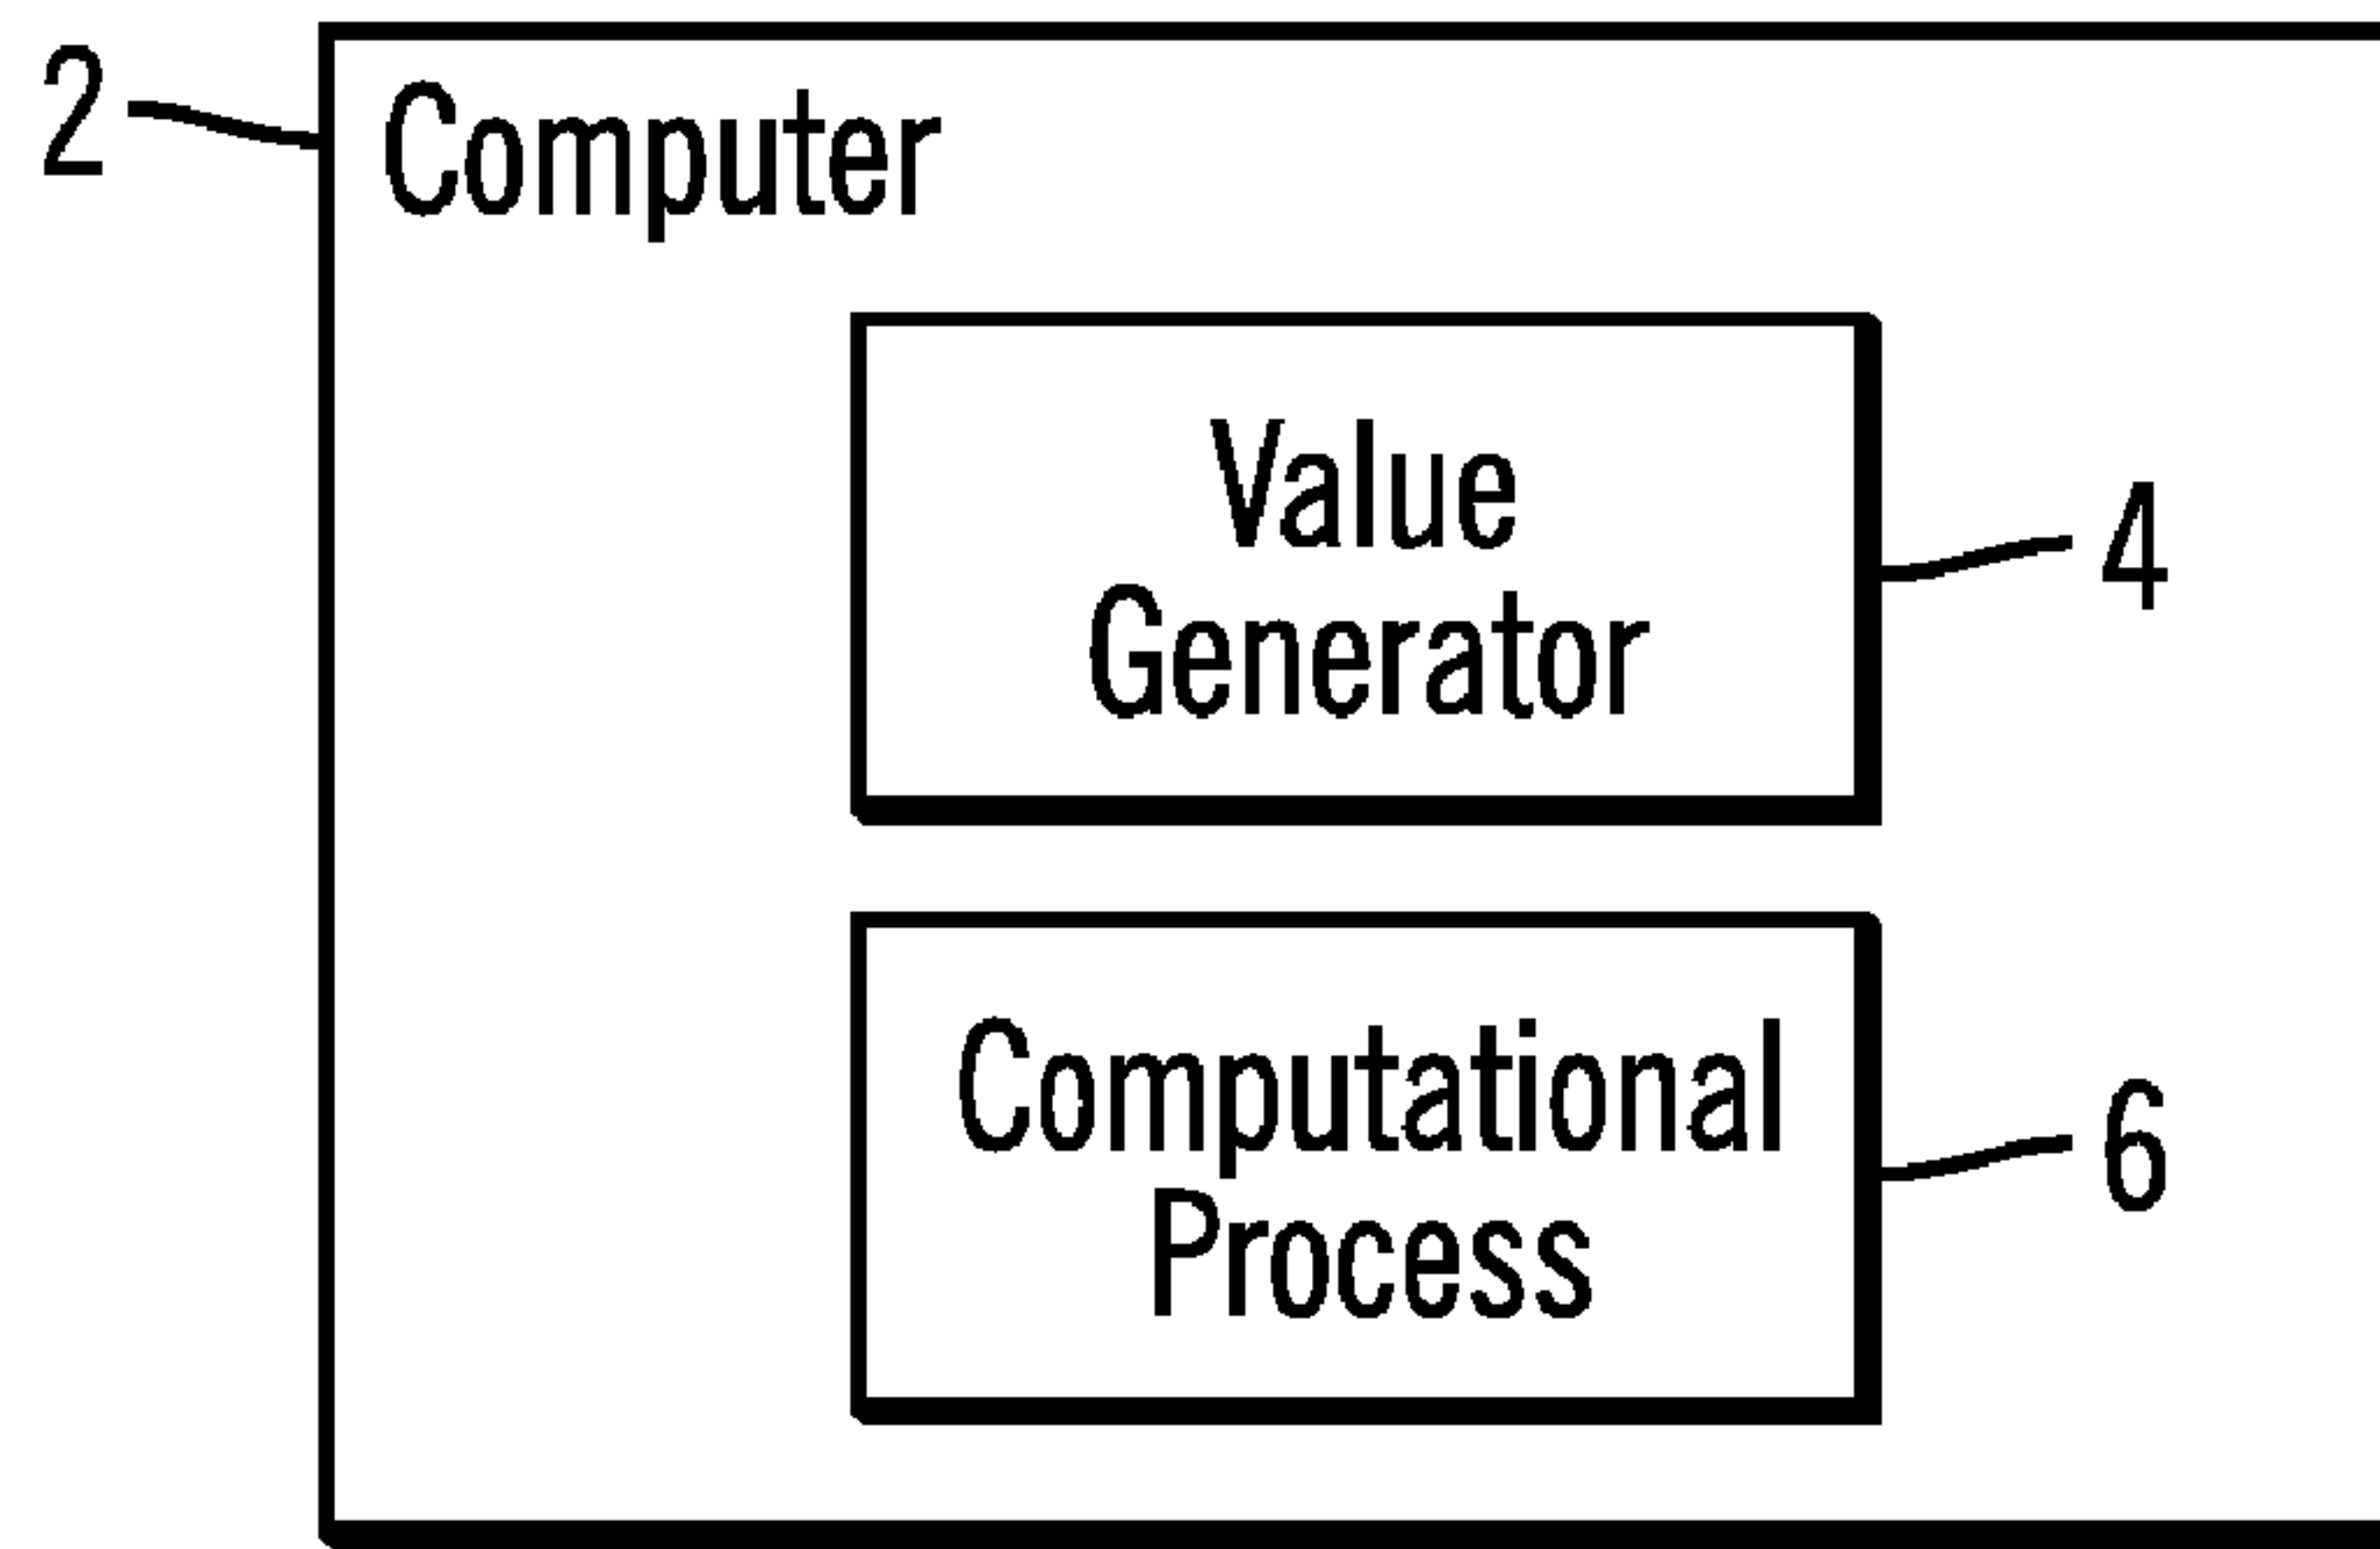 2
Computer
Value
Generator
4
Computational
Process
6